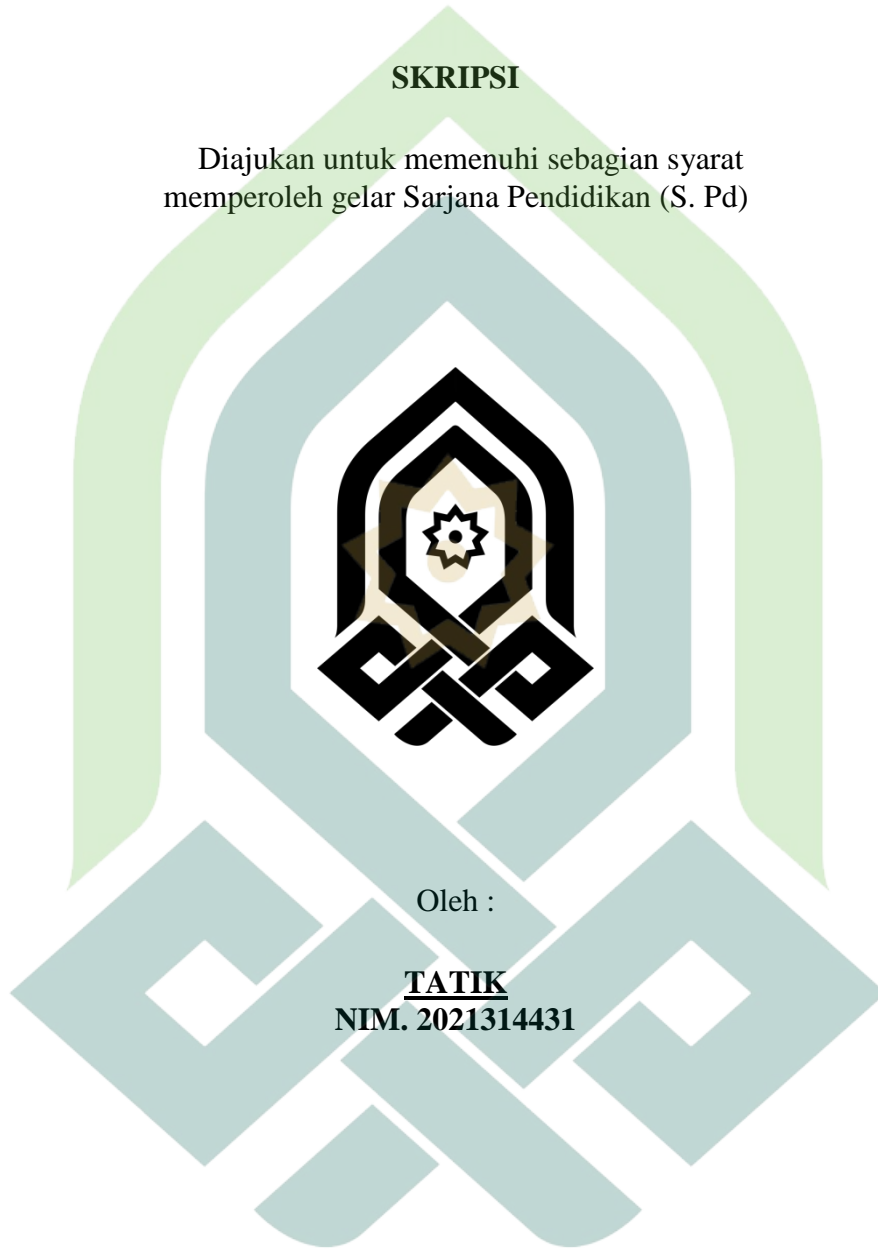 SKRIPSI
Diajukan untuk memenuhi sebagian syarat
memperoleh gelar Sarjana Pendidikan (S. Pd)
Oleh :
TATIK
NIM. 2021314431